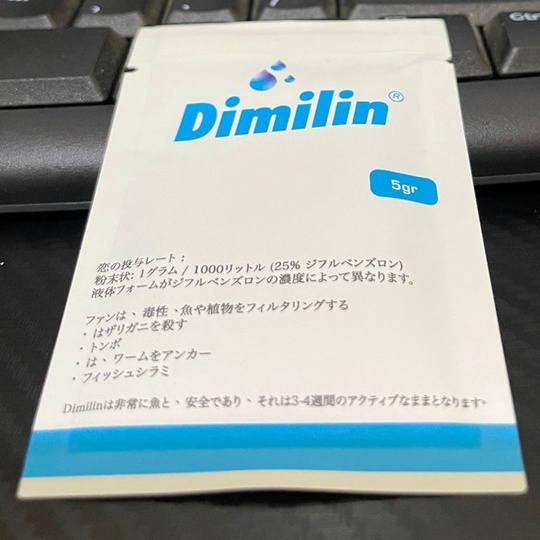 Dimilin®
5gr
恋の投与レート：
粉末状: 1グラム / 1000リットル (25% ジフルベンズロン)
液体フォームがジフルベンズロンの濃度によって異なります。
ファンは、毒性、魚や植物をフィルタリングする
・はザリガニを殺す
・トンボ
・は、ワームをアンカー
・フィッシュシラミ
Dimilinは非常に魚と、安全であり、それは3-4週間のアクティブなままとなります。
Ctrl